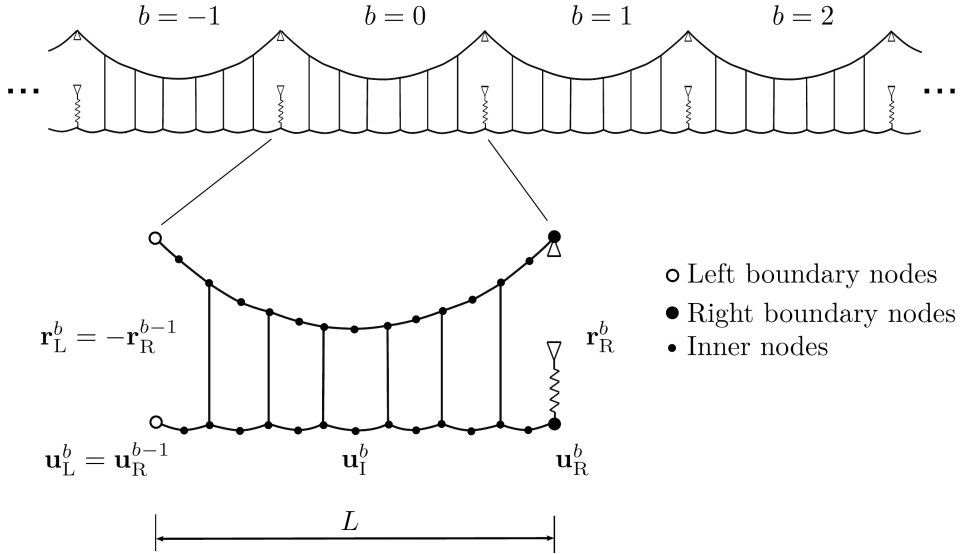 b = −1
b = 0
b = 1
b = 2
...
...
Left boundary nodes
Right boundary nodes
Inner nodes
r_L^b = −r_R^{b−1}
r_R^b
u_L^b = u_R^{b−1}
u_I^b
u_R^b
L